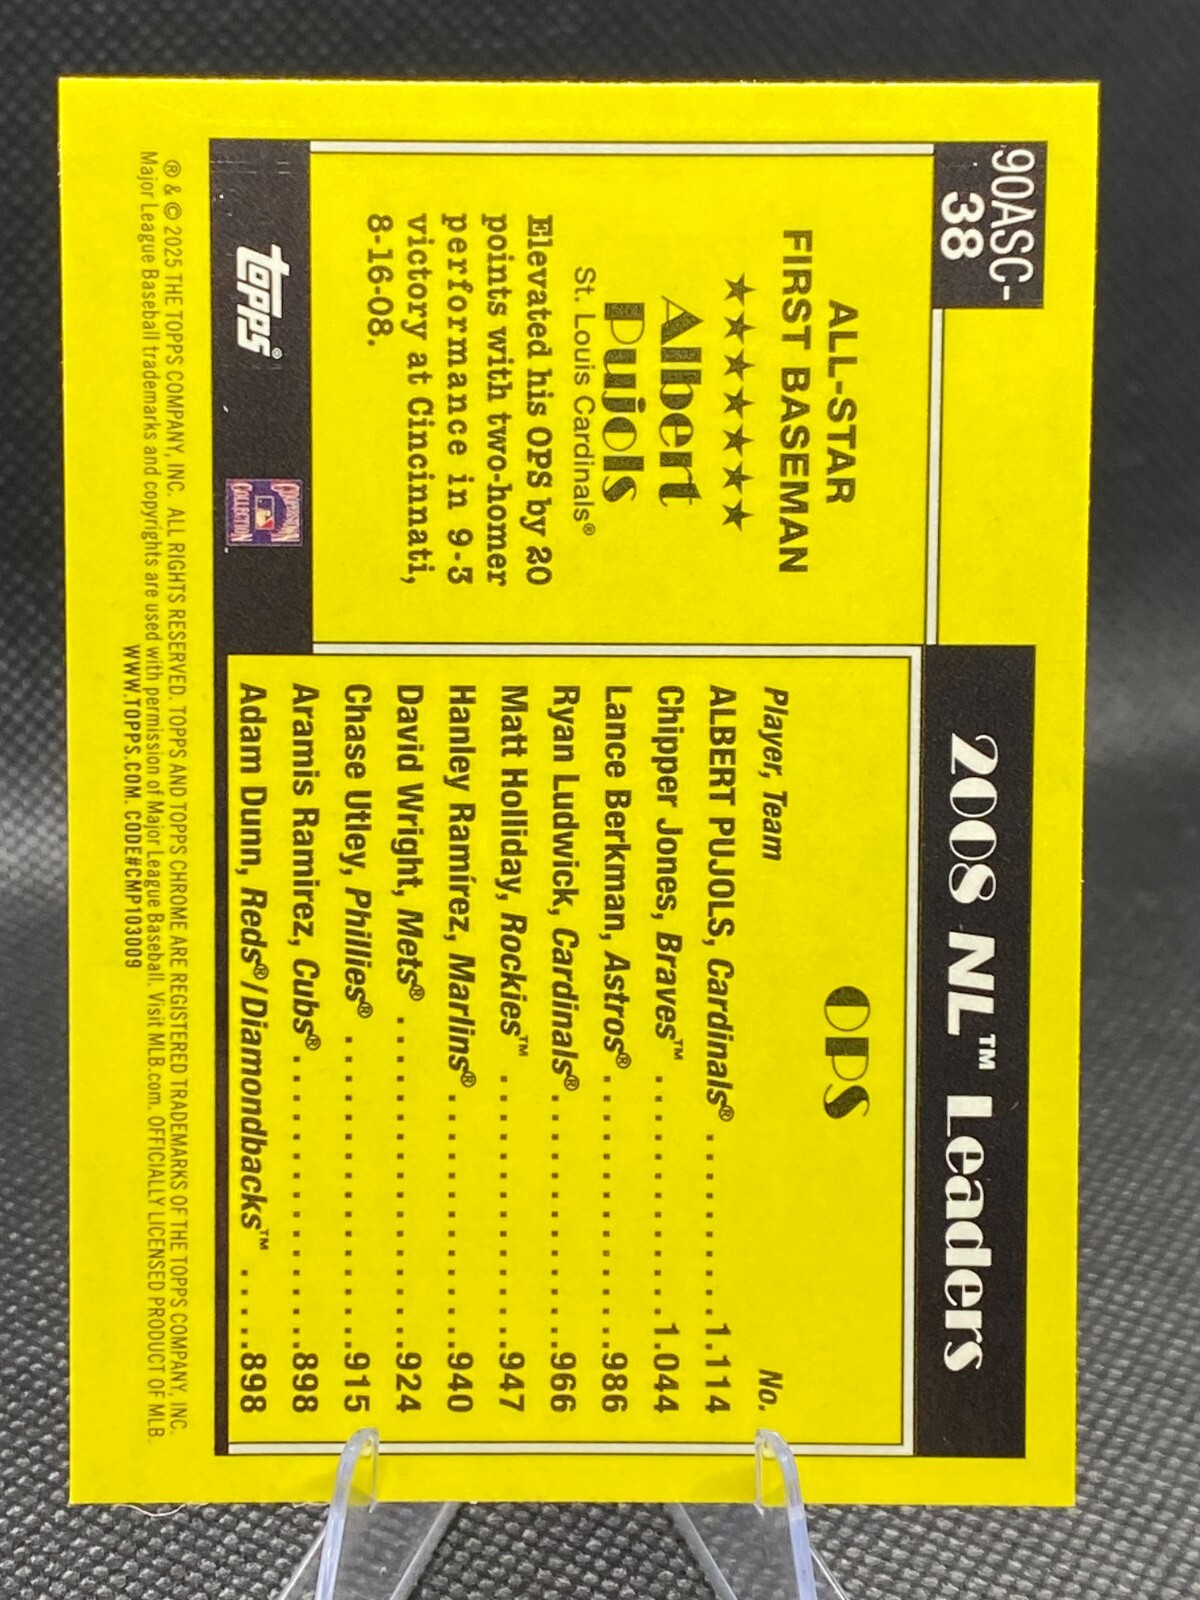 90ASC-
38
ALL-STAR
FIRST BASEMAN
★★★★★★★
Albert
Pujols
St. Louis Cardinals®
Elevated his OPS by 20
points with two-homer
performance in 9-3
victory at Cincinnati,
8-16-08.
topps®
COOPERSTOWN
COLLECTION
2008 NL™ Leaders
OPS
Player, Team No.
ALBERT PUJOLS, Cardinals® . . . . . . . . . . 1.114
Chipper Jones, Braves™ . . . . . . . . . . . . . 1.044
Lance Berkman, Astros® . . . . . . . . . . . . . .986
Ryan Ludwick, Cardinals® . . . . . . . . . . . . .966
Matt Holliday, Rockies™ . . . . . . . . . . . . . .947
Hanley Ramírez, Marlins® . . . . . . . . . . . . .940
David Wright, Mets® . . . . . . . . . . . . . . . . .924
Chase Utley, Phillies® . . . . . . . . . . . . . . . .915
Aramis Ramirez, Cubs® . . . . . . . . . . . . . . .898
Adam Dunn, Reds®/Diamondbacks™ . . . . .898
® & © 2025 THE TOPPS COMPANY, INC. ALL RIGHTS RESERVED. TOPPS AND TOPPS CHROME ARE REGISTERED TRADEMARKS OF THE TOPPS COMPANY, INC.
Major League Baseball trademarks and copyrights are used with permission of Major League Baseball. Visit MLB.com. OFFICIALLY LICENSED PRODUCT OF MLB.
WWW.TOPPS.COM. CODE#CMP103009